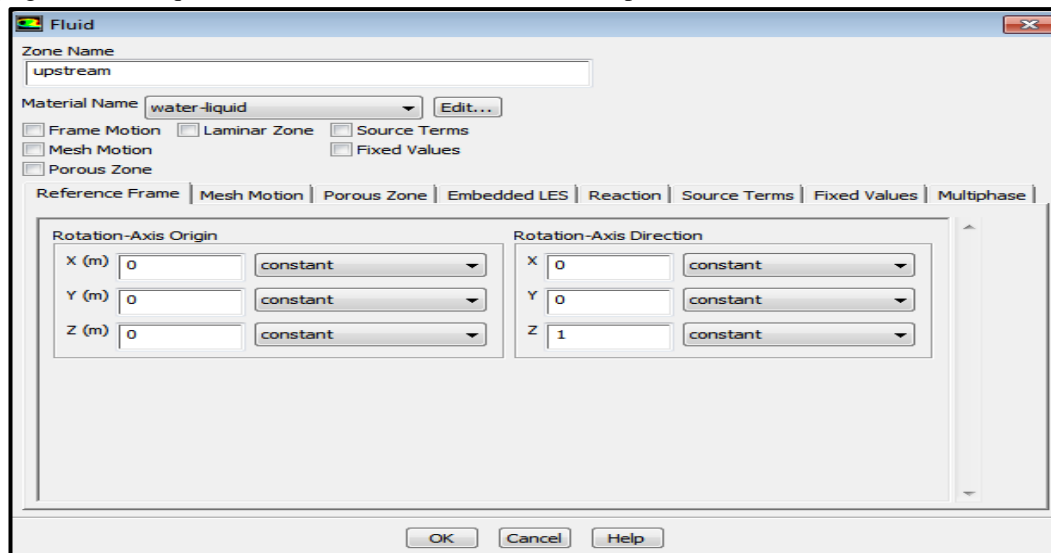 Fluid
Zone Name
upstream
Material Name water-liquid Edit...
Frame Motion Laminar Zone Source Terms
Mesh Motion Fixed Values
Porous Zone
Reference Frame Mesh Motion Porous Zone Embedded LES Reaction Source Terms Fixed Values Multiphase
Rotation-Axis Origin Rotation-Axis Direction
X (m) 0 constant X 0 constant
Y (m) 0 constant Y 0 constant
Z (m) 0 constant Z 1 constant
OK Cancel Help